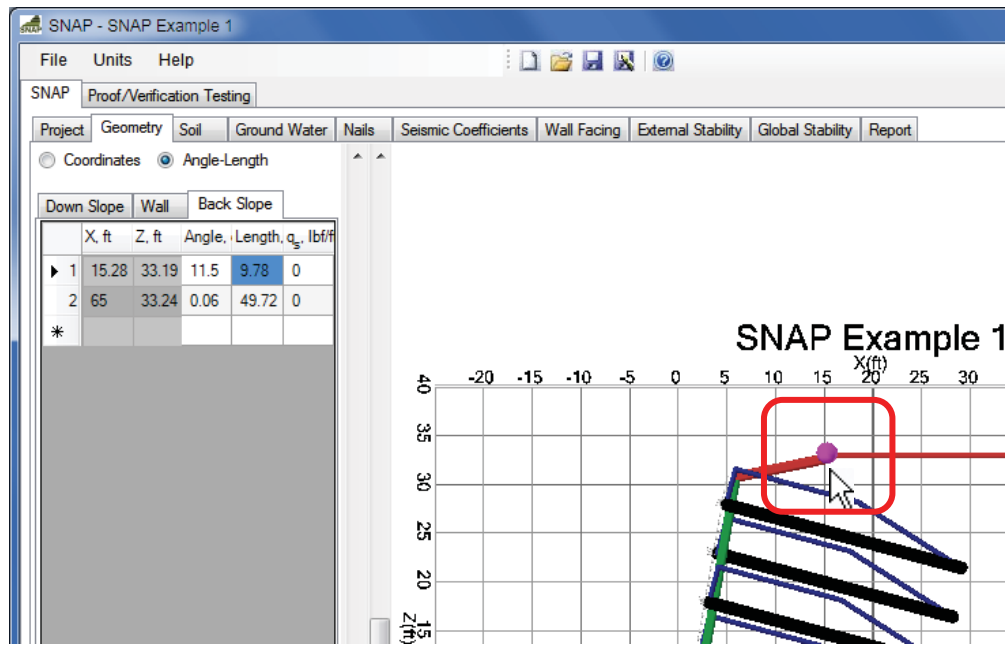 SNAP - SNAP Example 1
File Units Help
SNAP Proof/Verification Testing
Project Geometry Soil Ground Water Nails Seismic Coefficients Wall Facing External Stability Global Stability Report
Coordinates Angle-Length
Down Slope Wall Back Slope
X, ft Z, ft Angle, Length, qs, lbf/f
1 15.28 33.19 11.5 9.78 0
2 65 33.24 0.06 49.72 0
SNAP Example 1
X(ft)
-20 -15 -10 -5 0 5 10 15 20 25 30
40
35
30
25
20
15
Z(ft)